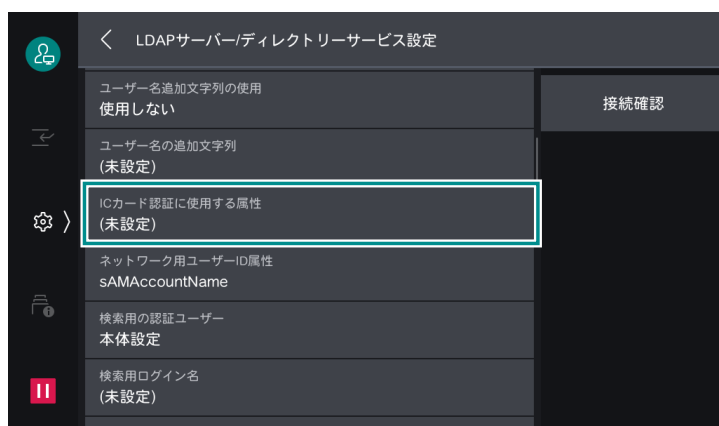 LDAPサーバー/ディレクトリーサービス設定
ユーザー名追加文字列の使用
使用しない
接続確認
ユーザー名の追加文字列
(未設定)
ICカード認証に使用する属性
(未設定)
ネットワーク用ユーザーID属性
sAMAccountName
検索用の認証ユーザー
本体設定
検索用ログイン名
(未設定)